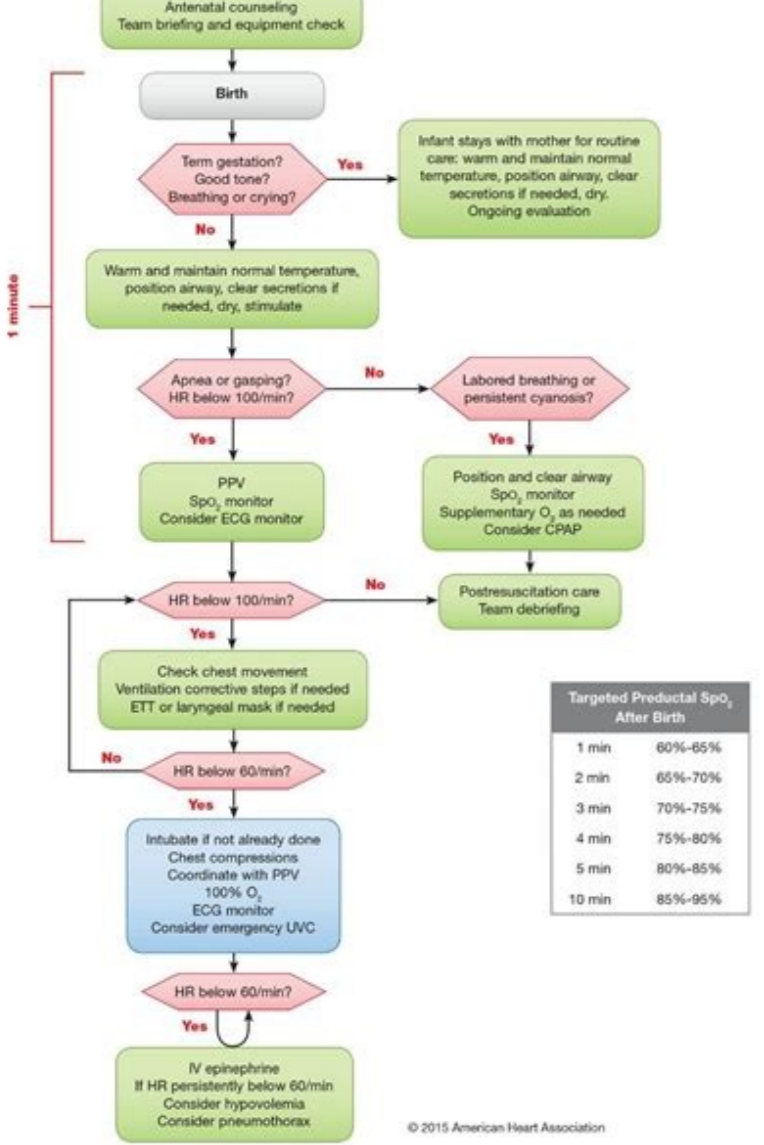 Antenatal counseling
Team briefing and equipment check
Birth
Term gestation?
Good tone?
Breathing or crying?
Yes
Infant stays with mother for routine
care: warm and maintain normal
temperature, position airway, clear
secretions if needed, dry.
Ongoing evaluation
No
1 minute
Warm and maintain normal temperature,
position airway, clear secretions if
needed, dry, stimulate
Apnea or gasping?
HR below 100/min?
No
Labored breathing or
persistent cyanosis?
Yes
Yes
PPV
SpO₂ monitor
Consider ECG monitor
Position and clear airway
SpO₂ monitor
Supplementary O₂ as needed
Consider CPAP
HR below 100/min?
No
Postresuscitation care
Team debriefing
Yes
Check chest movement
Ventilation corrective steps if needed
ETT or laryngeal mask if needed
No
HR below 60/min?
Yes
Intubate if not already done
Chest compressions
Coordinate with PPV
100% O₂
ECG monitor
Consider emergency UVC
HR below 60/min?
Yes
IV epinephrine
If HR persistently below 60/min
Consider hypovolemia
Consider pneumothorax
Targeted Preductal SpO₂
After Birth
1 min 60%-65%
2 min 65%-70%
3 min 70%-75%
4 min 75%-80%
5 min 80%-85%
10 min 85%-95%
© 2015 American Heart Association